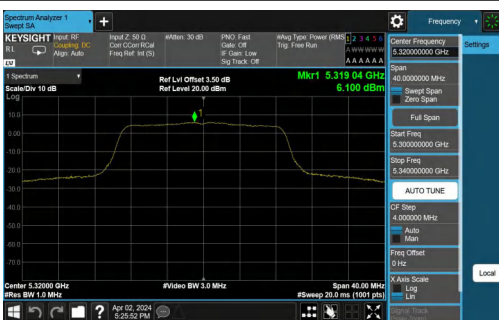 Spectrum Analyzer 1
Swept SA
+
Frequency
KEYSIGHT
RL
LVI
Input: RF
Coupling: DC
Align: Auto
Input Z: 50 Ω
Corr CCorr RCal
Freq Ref: Int (S)
#Atten: 30 dB
PNO: Fast
Gate: Off
IF Gain: Low
Sig Track: Off
#Avg Type: Power (RMS
Trig: Free Run
1 2 3 4 5 6
A W W W W W
A A A A A A
1 Spectrum
Scale/Div 10 dB
Log
Ref Lvl Offset 3.50 dB
Ref Level 20.00 dBm
Mkr1 5.319 04 GHz
6.100 dBm
1
10.0
0.00
-10.0
-20.0
-30.0
-40.0
-50.0
-60.0
-70.0
Center 5.32000 GHz
#Res BW 1.0 MHz
#Video BW 3.0 MHz
Span 40.00 MHz
#Sweep 20.0 ms (1001 pts)
Center Frequency
5.320000000 GHz
Span
40.0000000 MHz
Swept Span
Zero Span
Full Span
Start Freq
5.300000000 GHz
Stop Freq
5.340000000 GHz
AUTO TUNE
CF Step
4.000000 MHz
Auto
Man
Freq Offset
0 Hz
X Axis Scale
Log
Lin
Signal Track
Settings
Local
?
Apr 02, 2024
5:25:52 PM